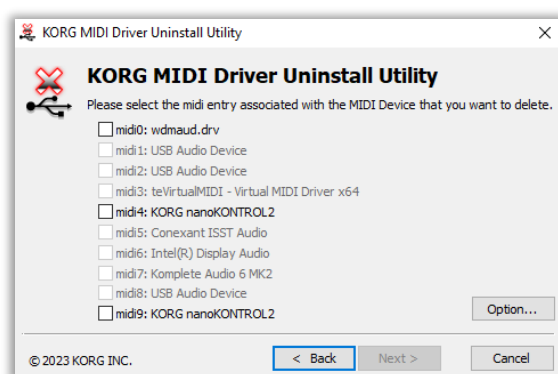 KORG MIDI Driver Uninstall Utility
KORG MIDI Driver Uninstall Utility
Please select the midi entry associated with the MIDI Device that you want to delete.
midi0: wdmaud.drv
midi1: USB Audio Device
midi2: USB Audio Device
midi3: teVirtualMIDI - Virtual MIDI Driver x64
midi4: KORG nanoKONTROL2
midi5: Conexant ISST Audio
midi6: Intel(R) Display Audio
midi7: Komplete Audio 6 MK2
midi8: USB Audio Device
midi9: KORG nanoKONTROL2
Option...
© 2023 KORG INC.
< Back
Next >
Cancel